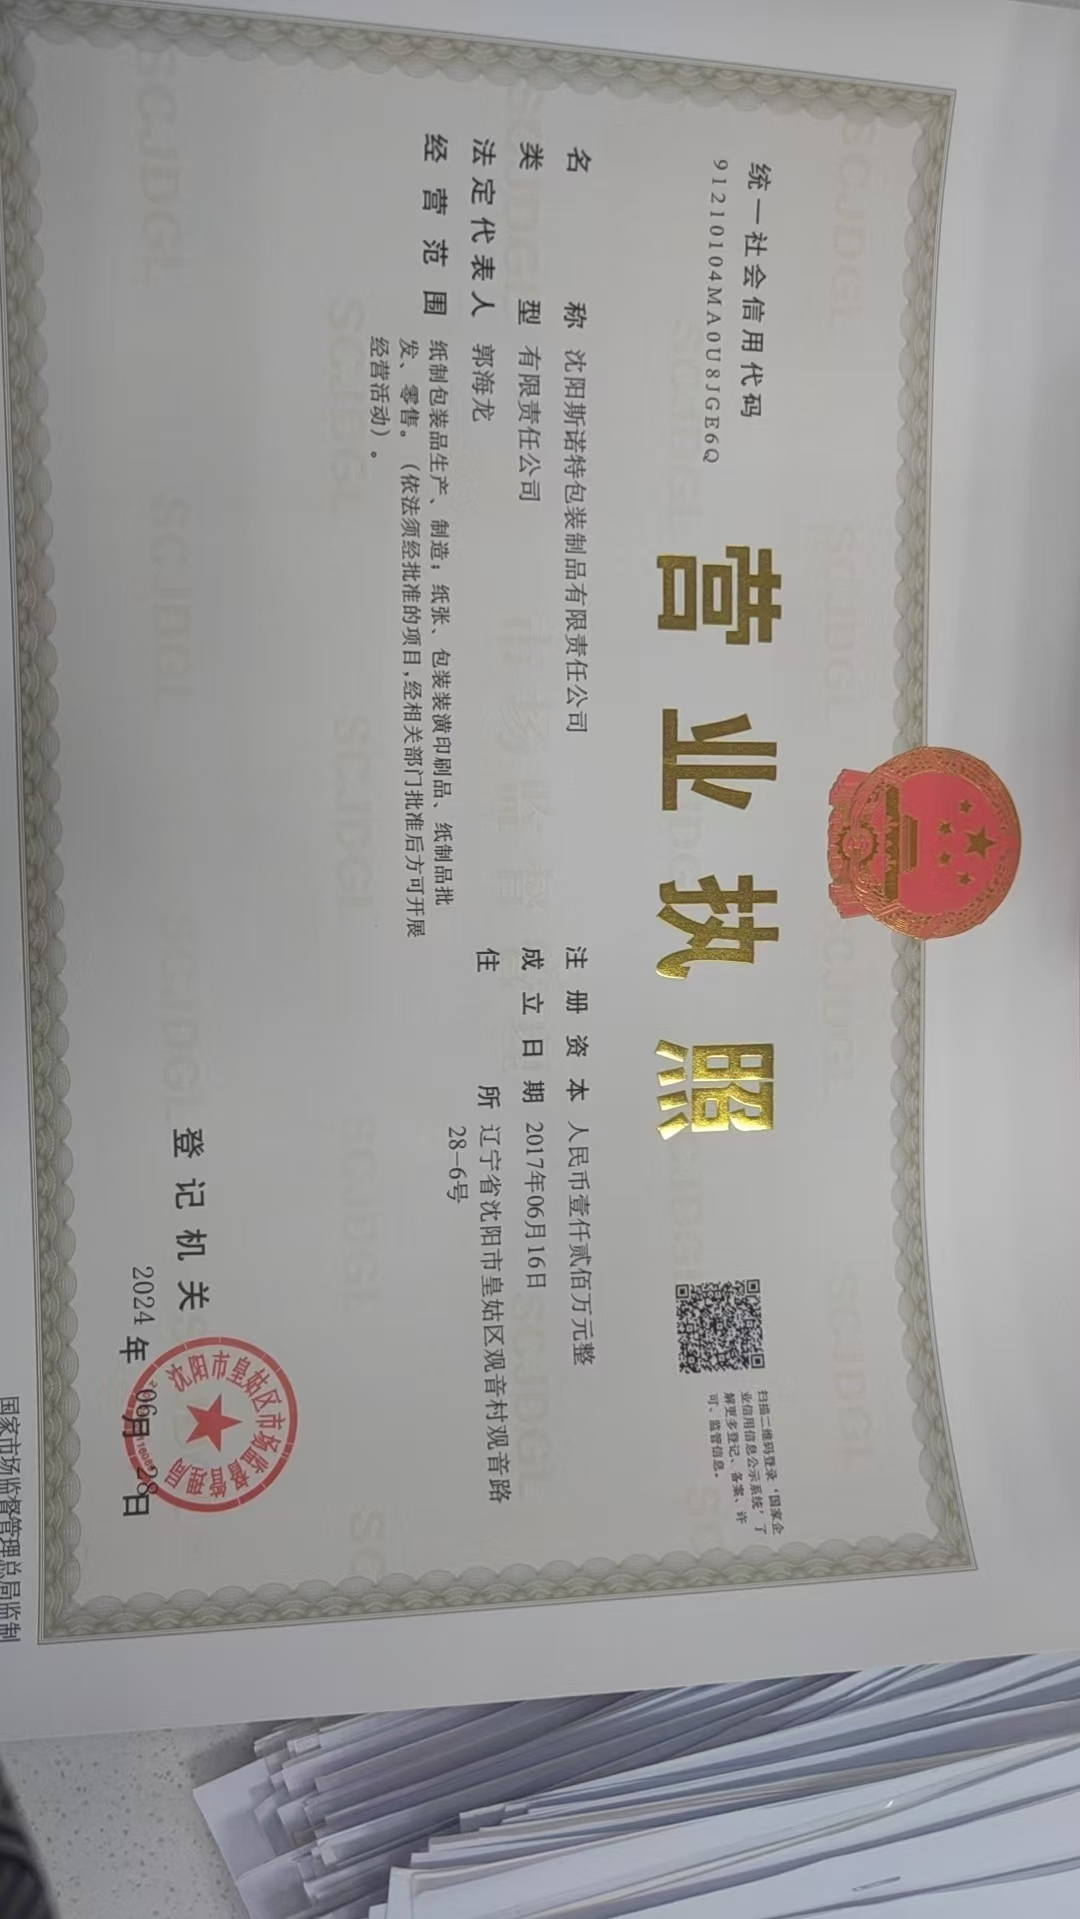 营业执照
统一社会信用代码
91210104MA0U8JGE6Q
扫描二维码登录'国家企
业信用信息公示系统'了
解更多登记、备案、许
可、监管信息。
名称 沈阳斯诺特包装制品有限责任公司
类型 有限责任公司
法定代表人 郭海龙
经营范围 纸制包装品生产、制造；纸张、包装装潢印刷品、纸制品批
发、零售。（依法须经批准的项目，经相关部门批准后方可开展
经营活动）。
注册资本 人民币壹仟贰佰万元整
成立日期 2017年06月16日
住所 辽宁省沈阳市皇姑区观音村观音路
28-6号
登记机关
沈阳市皇姑区市场监督管理局
2024年06月28日
国家市场监督管理总局监制
SCJDGL
市场监督管理